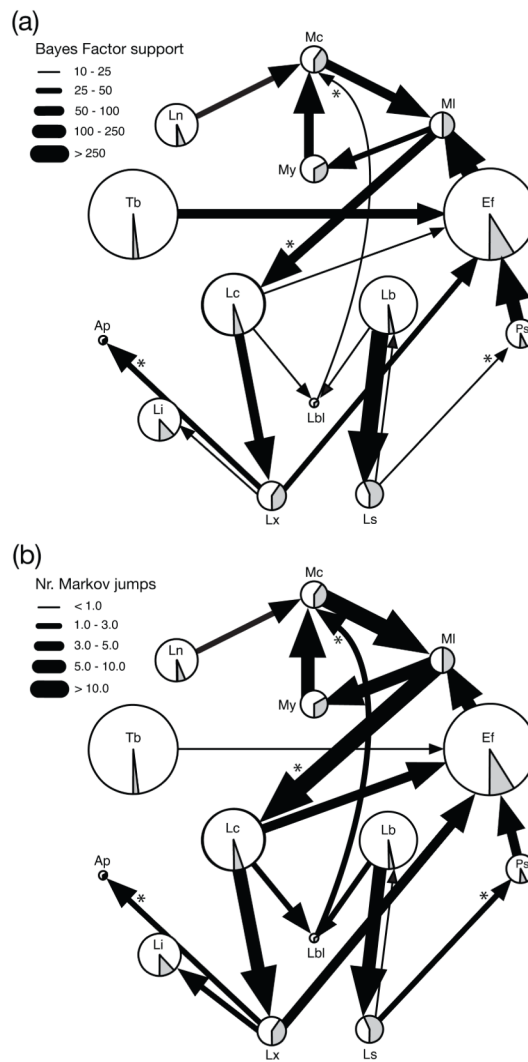 (a)
Bayes Factor support
10 - 25
25 - 50
50 - 100
100 - 250
> 250
Mc
*
Ml
Ln
My
Tb
Ef
*
Lc
Lb
Ap
*
Ps
*
Li
Lbl
Lx
Ls
(b)
Nr. Markov jumps
< 1.0
1.0 - 3.0
3.0 - 5.0
5.0 - 10.0
> 10.0
Mc
*
Ml
Ln
My
Tb
Ef
*
Lc
Lb
Ap
*
Ps
*
Li
Lbl
Lx
Ls